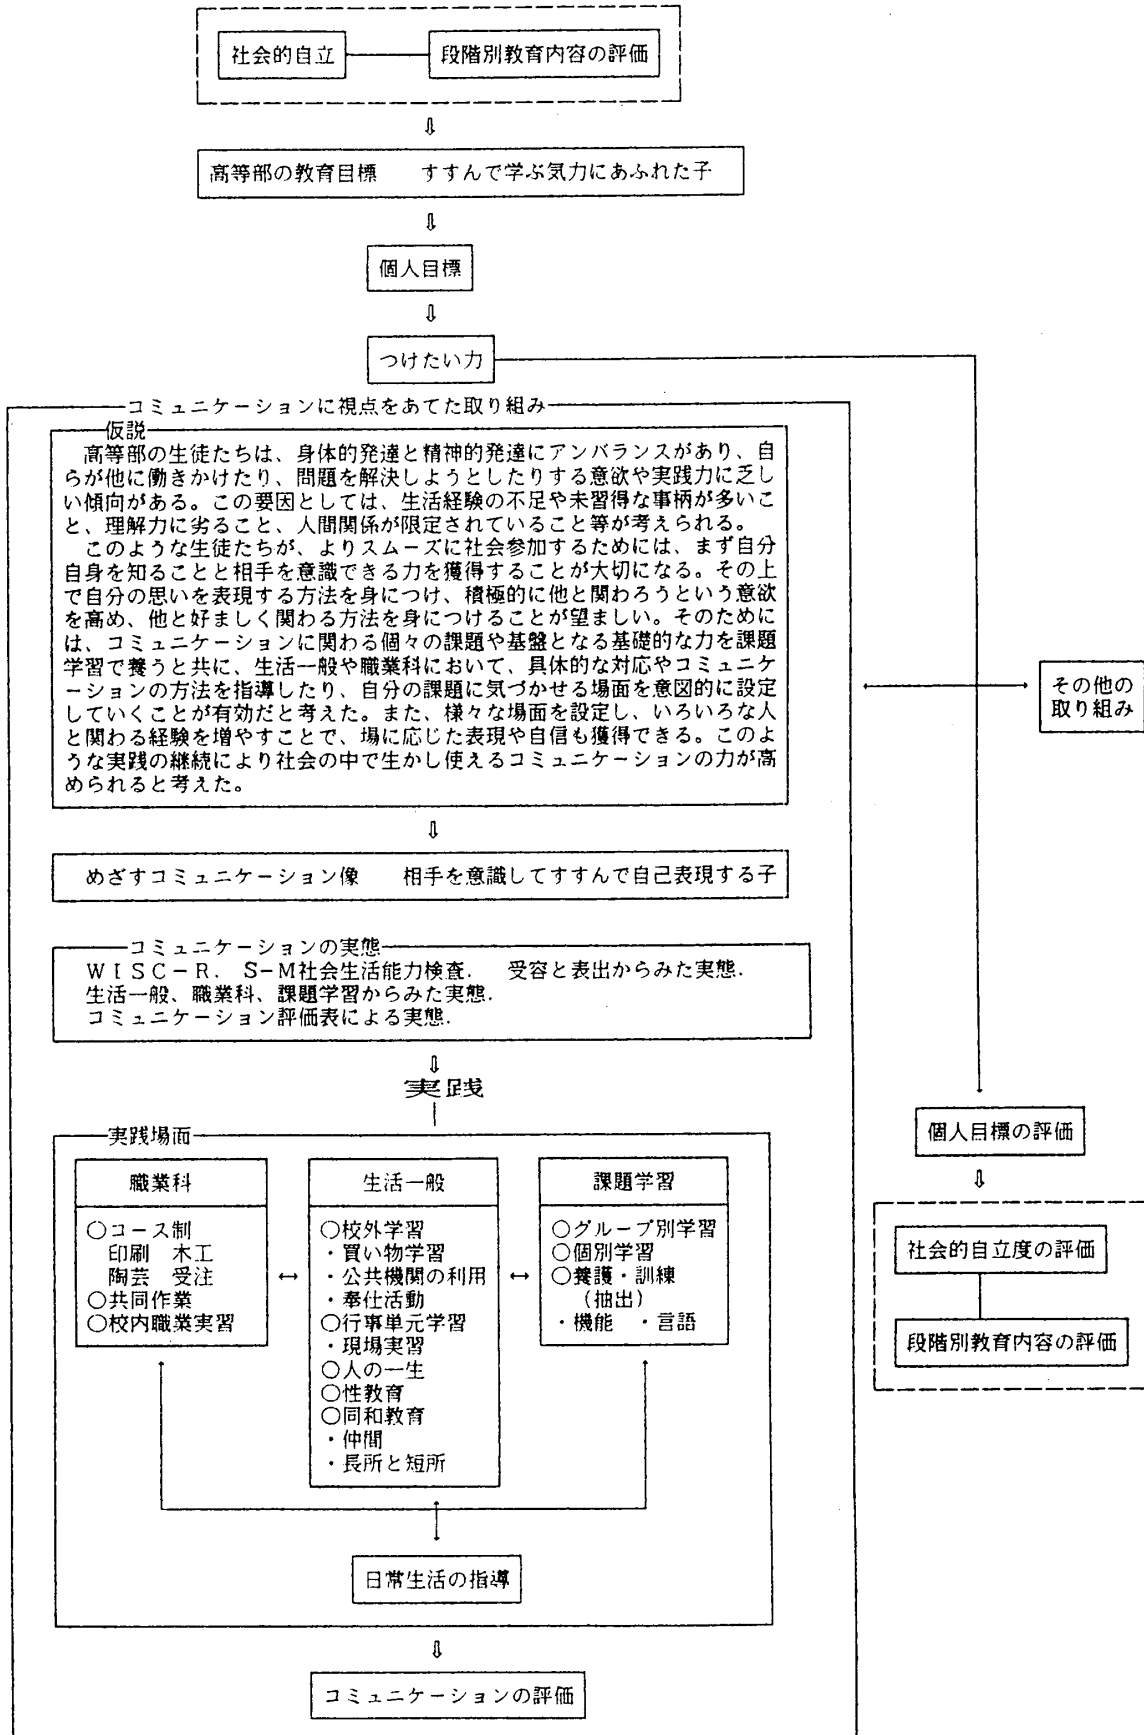 社会的自立
段階別教育内容の評価
高等部の教育目標　すすんで学ぶ気力にあふれた子
個人目標
つけたい力
コミュニケーションに視点をあてた取り組み
仮説
高等部の生徒たちは、身体的発達と精神的発達にアンバランスがあり、自
らが他に働きかけたり、問題を解決しようとしたりする意欲や実践力に乏し
い傾向がある。この要因としては、生活経験の不足や未習得な事柄が多いこ
と、理解力に劣ること、人間関係が限定されていること等が考えられる。
このような生徒たちが、よりスムーズに社会参加するためには、まず自分
自身を知ることと相手を意識できる力を獲得することが大切になる。その上
で自分の思いを表現する方法を身につけ、積極的に他と関わろうという意欲
を高め、他と好ましく関わる方法を身につけることが望ましい。そのために
は、コミュニケーションに関わる個々の課題や基盤となる基礎的な力を課題
学習で養うと共に、生活一般や職業科において、具体的な対応やコミュニケ
ーションの方法を指導したり、自分の課題に気づかせる場面を意図的に設定
していくことが有効だと考えた。また、様々な場面を設定し、いろいろな人
と関わる経験を増やすことで、場に応じた表現や自信も獲得できる。このよ
うな実践の継続により社会の中で生かし使えるコミュニケーションの力が高
められると考えた。
その他の
取り組み
めざすコミュニケーション像　相手を意識してすすんで自己表現する子
コミュニケーションの実態
WISC-R. S-M社会生活能力検査. 受容と表出からみた実態.
生活一般、職業科、課題学習からみた実態.
コミュニケーション評価表による実態.
実践
実践場面
職業科
○コース制
印刷　木工
陶芸　受注
○共同作業
○校内職業実習
生活一般
○校外学習
・買い物学習
・公共機関の利用
・奉仕活動
○行事単元学習
・現場実習
○人の一生
○性教育
○同和教育
・仲間
・長所と短所
課題学習
○グループ別学習
○個別学習
○養護・訓練
（抽出）
・機能　・言語
日常生活の指導
コミュニケーションの評価
個人目標の評価
社会的自立度の評価
段階別教育内容の評価